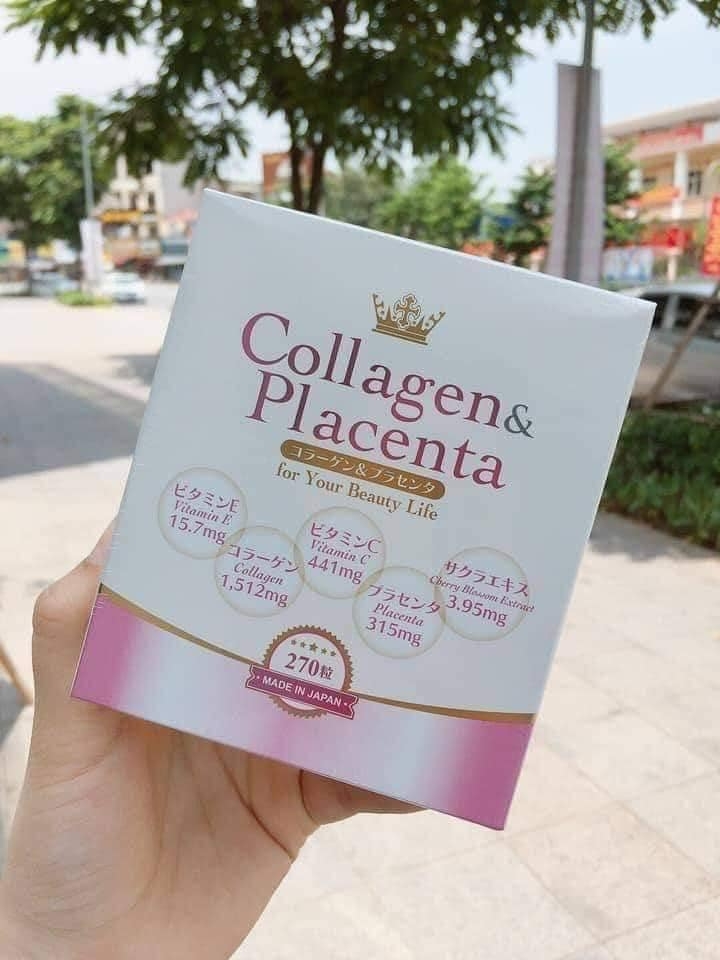 Collagen&
Placenta
コラーゲン&プラセンタ
for Your Beauty Life
ビタミンE
Vitamin E
15.7mg
コラーゲン
Collagen
1,512mg
ビタミンC
Vitamin C
441mg
プラセンタ
Placenta
315mg
サクラエキス
Cherry Blossom Extract
3.95mg
270粒
MADE IN JAPAN